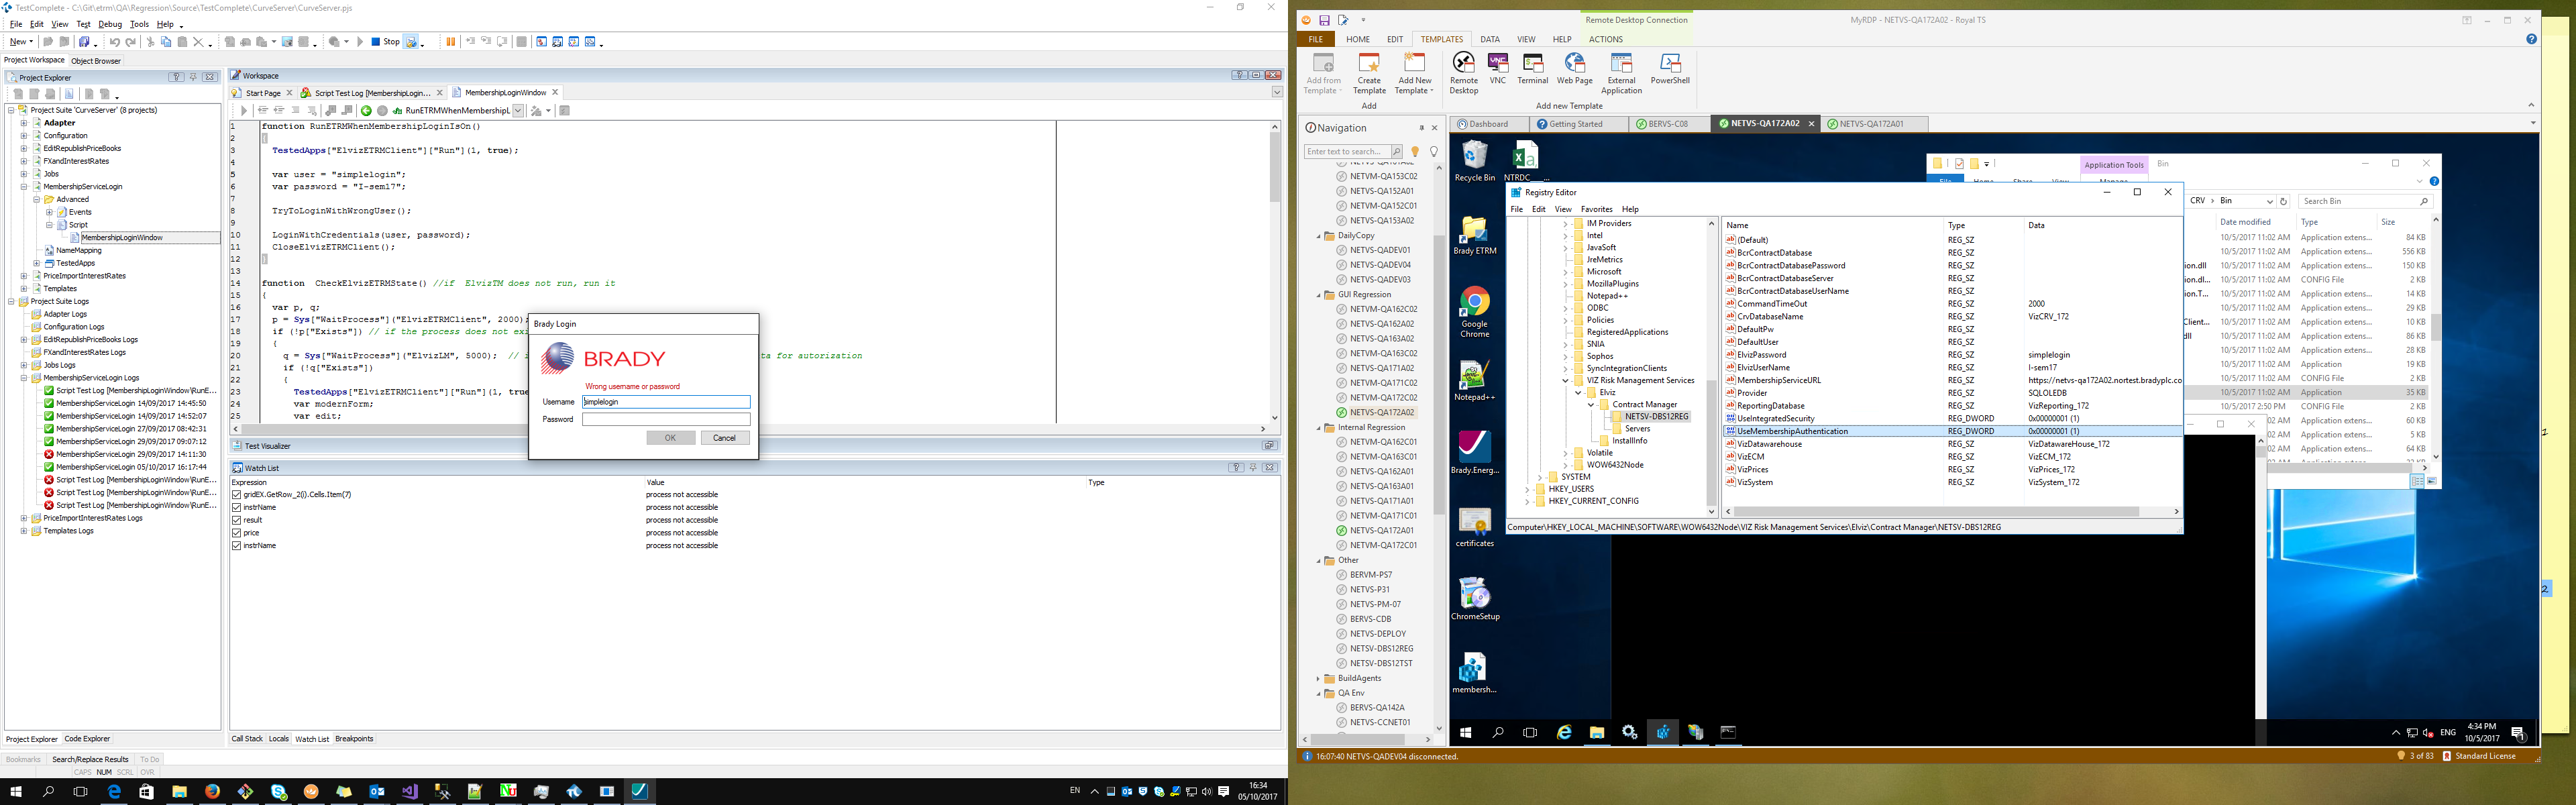 TestComplete - C:\Git\etrm\QA\Regression\Source\TestComplete\CurveServer\CurveServer.pjs
File Edit View Test Debug Tools Help
New
Stop
Project Workspace Object Browser
Project Explorer
Project Suite 'CurveServer' (8 projects)
Adapter
Configuration
EditRepublishPriceBooks
FXandInterestRates
Jobs
MembershipServiceLogin
Advanced
Events
Script
MembershipLoginWindow
NameMapping
TestedApps
PriceImportInterestRates
Templates
Project Suite Logs
Adapter Logs
Configuration Logs
EditRepublishPriceBooks Logs
FXandInterestRates Logs
Jobs Logs
MembershipServiceLogin Logs
Script Test Log [MembershipLoginWindow\RunE...
MembershipServiceLogin 14/09/2017 14:45:50
MembershipServiceLogin 14/09/2017 14:52:07
MembershipServiceLogin 27/09/2017 08:42:31
MembershipServiceLogin 29/09/2017 09:07:12
MembershipServiceLogin 29/09/2017 14:11:30
MembershipServiceLogin 05/10/2017 16:17:44
Script Test Log [MembershipLoginWindow\RunE...
Script Test Log [MembershipLoginWindow\RunE...
Script Test Log [MembershipLoginWindow\RunE...
PriceImportInterestRates Logs
Templates Logs
Project Explorer Code Explorer
Bookmarks Search/Replace Results To Do
CAPS NUM SCRL OVR
Workspace
Start Page Script Test Log [MembershipLogin... MembershipLoginWindow
RunETRMWhenMembershipL
1 function RunETRMWhenMembershipLoginIsOn()
2 {
3 TestedApps["ElvizETRMClient"]["Run"](1, true);
4
5 var user = "simplelogin";
6 var password = "I-sem17";
7
8 TryToLoginWithWrongUser();
9
10 LoginWithCredentials(user, password);
11 CloseElvizETRMClient();
12 }
13
14 function CheckElvizETRMState() //if ElvizTM does not run, run it
15 {
16 var p, q;
17 p = Sys["WaitProcess"]("ElvizETRMClient", 2000);
18 if (!p["Exists"]) // if the process does not exi
19 {
20 q = Sys["WaitProcess"]("ElvizLM", 5000); // i ta for autorization
21 if (!q["Exists"])
22 {
23 TestedApps["ElvizETRMClient"]["Run"](1, true
24 var modernForm;
25 var edit;
Brady Login
BRADY
Wrong username or password
Username simplelogin
Password
OK Cancel
Test Visualizer
Watch List
Expression Value Type
gridEX.GetRow_2(i).Cells.Item(7) process not accessible
instrName process not accessible
result process not accessible
price process not accessible
instrName process not accessible
Call Stack Locals Watch List Breakpoints
EN 16:34
05/10/2017
Remote Desktop Connection
MyRDP - NETVS-QA172A02 - Royal TS
FILE HOME EDIT TEMPLATES DATA VIEW HELP ACTIONS
Add from Template
Create Template
Add New Template
Remote Desktop
VNC
Terminal
Web Page
External Application
PowerShell
Add
Add new Template
Navigation
Enter text to search...
NETVM-QA153C02
NETVS-QA152A01
NETVM-QA152C01
NETVS-QA153A02
DailyCopy
NETVS-QADEV01
NETVS-QADEV04
NETVS-QADEV03
GUI Regression
NETVM-QA162C02
NETVS-QA162A02
NETVS-QA163A02
NETVM-QA163C02
NETVS-QA171A02
NETVM-QA171C02
NETVM-QA172C02
NETVS-QA172A02
Internal Regression
NETVM-QA162C01
NETVM-QA163C01
NETVS-QA162A01
NETVS-QA163A01
NETVS-QA171A01
NETVM-QA171C01
NETVS-QA172A01
NETVM-QA172C01
Other
BERVM-PS7
NETVS-P31
NETVS-PM-07
BERVS-CDB
NETVS-DEPLOY
NETSV-DBS12REG
NETSV-DBS12TST
BuildAgents
QA Env
BERVS-QA142A
NETVS-CCNET01
16:07:40 NETVS-QADEV04 disconnected.
3 of 83 Standard License
Dashboard Getting Started BERVS-C08 NETVS-QA172A02 NETVS-QA172A01
Recycle Bin
NTRDC___...
Brady ETRM
Google Chrome
Notepad++
Brady.Energ...
certificates
ChromeSetup
membersh...
Registry Editor
File Edit View Favorites Help
IM Providers
Intel
JavaSoft
JreMetrics
Microsoft
MozillaPlugins
Notepad++
ODBC
Policies
RegisteredApplications
SNIA
Sophos
SyncIntegrationClients
VIZ Risk Management Services
Elviz
Contract Manager
NETSV-DBS12REG
Servers
InstallInfo
Volatile
WOW6432Node
SYSTEM
HKEY_USERS
HKEY_CURRENT_CONFIG
Name Type Data
(Default) REG_SZ
BcrContractDatabase REG_SZ
BcrContractDatabasePassword REG_SZ
BcrContractDatabaseServer REG_SZ
BcrContractDatabaseUserName REG_SZ
CommandTimeOut REG_SZ 2000
CrvDatabaseName REG_SZ VizCRV_172
DefaultPw REG_SZ
DefaultUser REG_SZ
ElvizPassword REG_SZ simplelogin
ElvizUserName REG_SZ I-sem17
MembershipServiceURL REG_SZ https://netvs-qa172A02.nortest.bradyplc.co
Provider REG_SZ SQLOLEDB
ReportingDatabase REG_SZ VizReporting_172
UseIntegratedSecurity REG_DWORD 0x00000001 (1)
UseMembershipAuthentication REG_DWORD 0x00000001 (1)
VizDatawarehouse REG_SZ VizDatawareHouse_172
VizECM REG_SZ VizECM_172
VizPrices REG_SZ VizPrices_172
VizSystem REG_SZ VizSystem_172
Computer\HKEY_LOCAL_MACHINE\SOFTWARE\WOW6432Node\VIZ Risk Management Services\Elviz\Contract Manager\NETSV-DBS12REG
Application Tools Bin
CRV Bin Search Bin
Date modified Type Size
10/5/2017 11:02 AM Application extens... 84 KB
10/5/2017 11:02 AM Application extens... 556 KB
10/5/2017 11:02 AM Application extens... 150 KB
10/5/2017 11:02 AM CONFIG File 2 KB
10/5/2017 11:02 AM Application extens... 14 KB
10/5/2017 11:02 AM Application extens... 29 KB
10/5/2017 11:02 AM Application extens... 10 KB
10/5/2017 11:02 AM Application extens... 86 KB
10/5/2017 11:02 AM Application extens... 28 KB
10/5/2017 11:02 AM Application 19 KB
10/5/2017 11:02 AM CONFIG File 2 KB
10/5/2017 11:02 AM Application 35 KB
10/5/2017 2:50 PM CONFIG File 2 KB
10/5/2017 11:02 AM Application extens... 60 KB
ENG 4:34 PM
10/5/2017